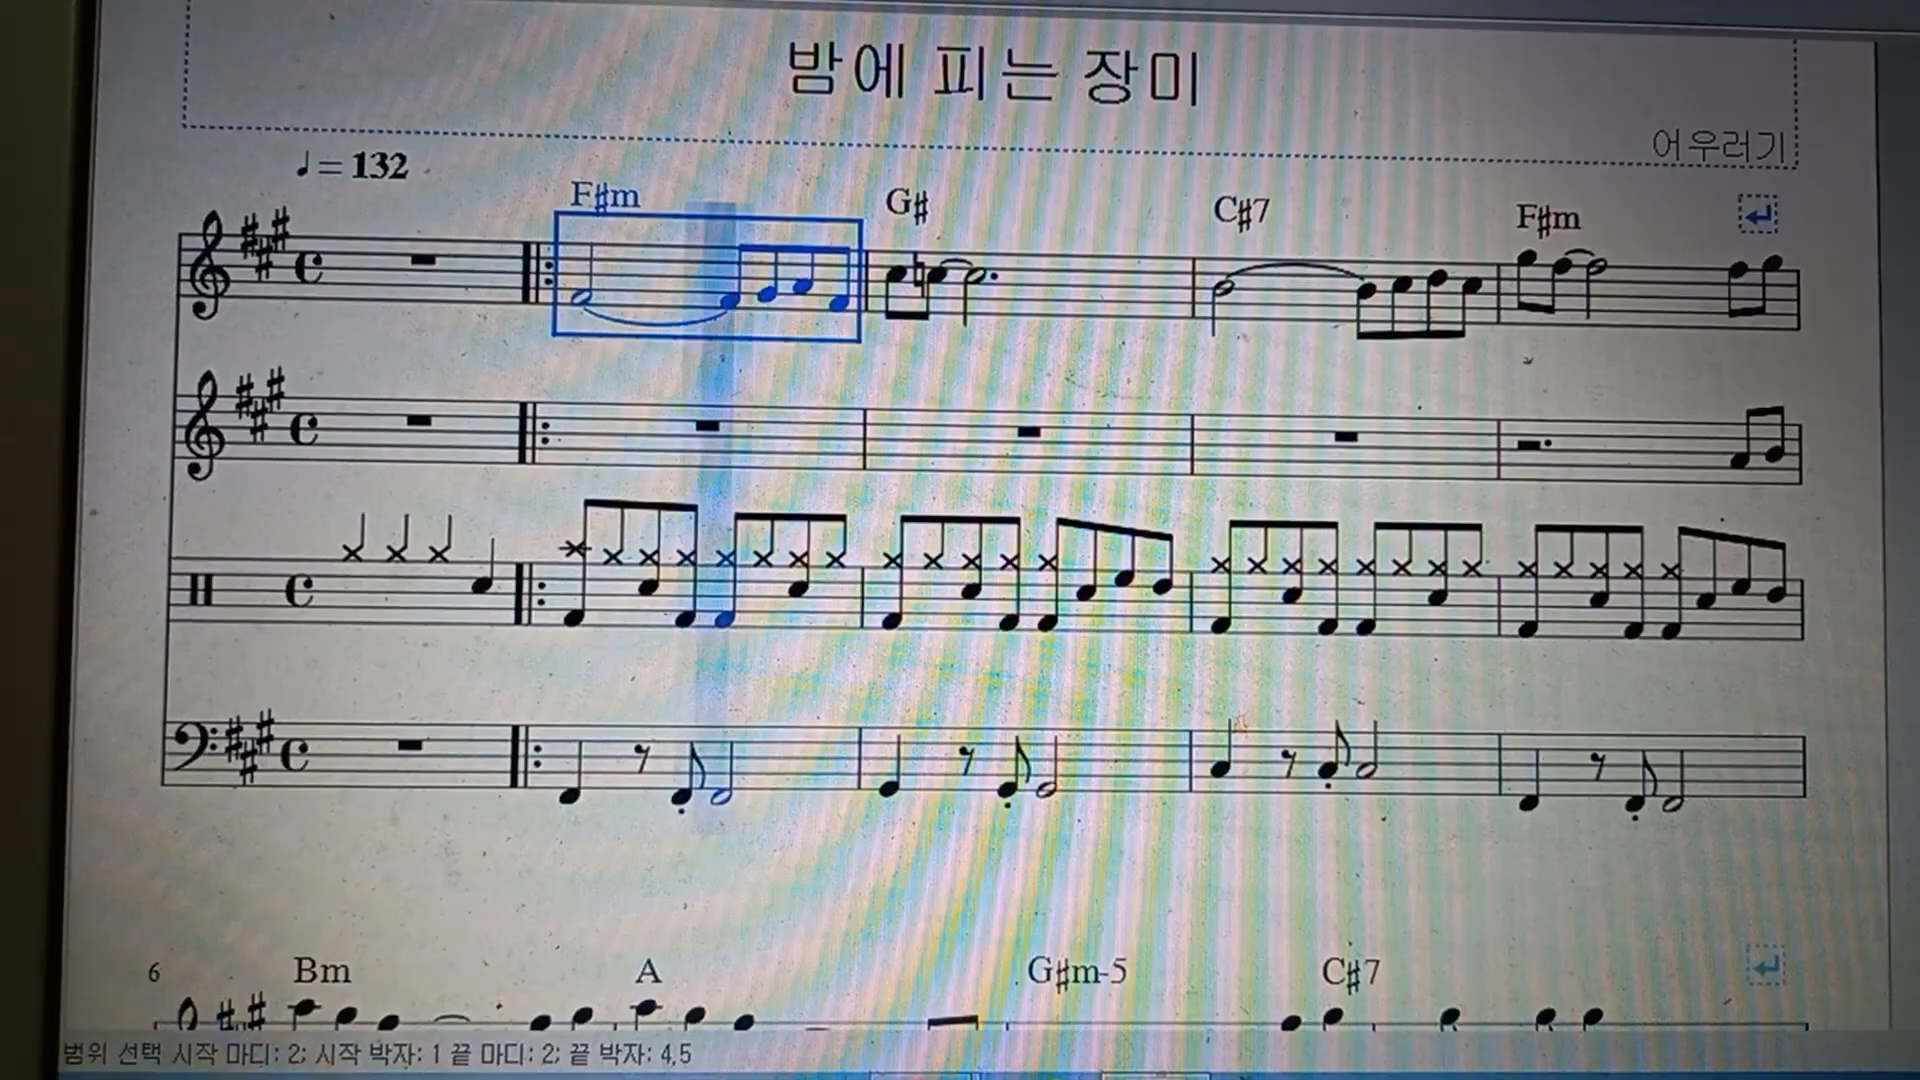 밤에 피는 장미
어우러기
♩= 132
F♯m G♯ C♯7 F♯m
6 Bm A G♯m-5 C♯7
범위 선택 시작 마디: 2; 시작 박자: 1 끝 마디: 2; 끝 박자: 4,5